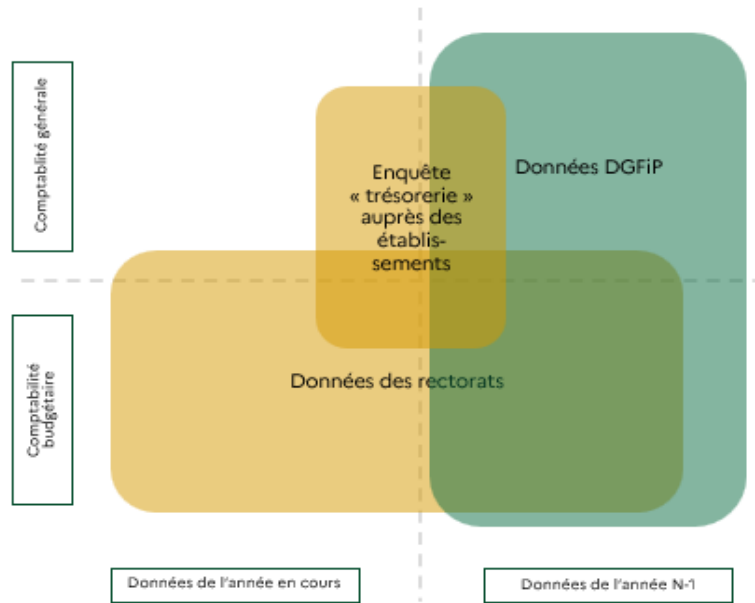 Comptablité générale
Données DGFiP
Enquête
« trésorerie »
auprès des
établis-
sements
Données des rectorats
Comptabilité
budgétaire
Données de l'année en cours
Données de l'année N-1